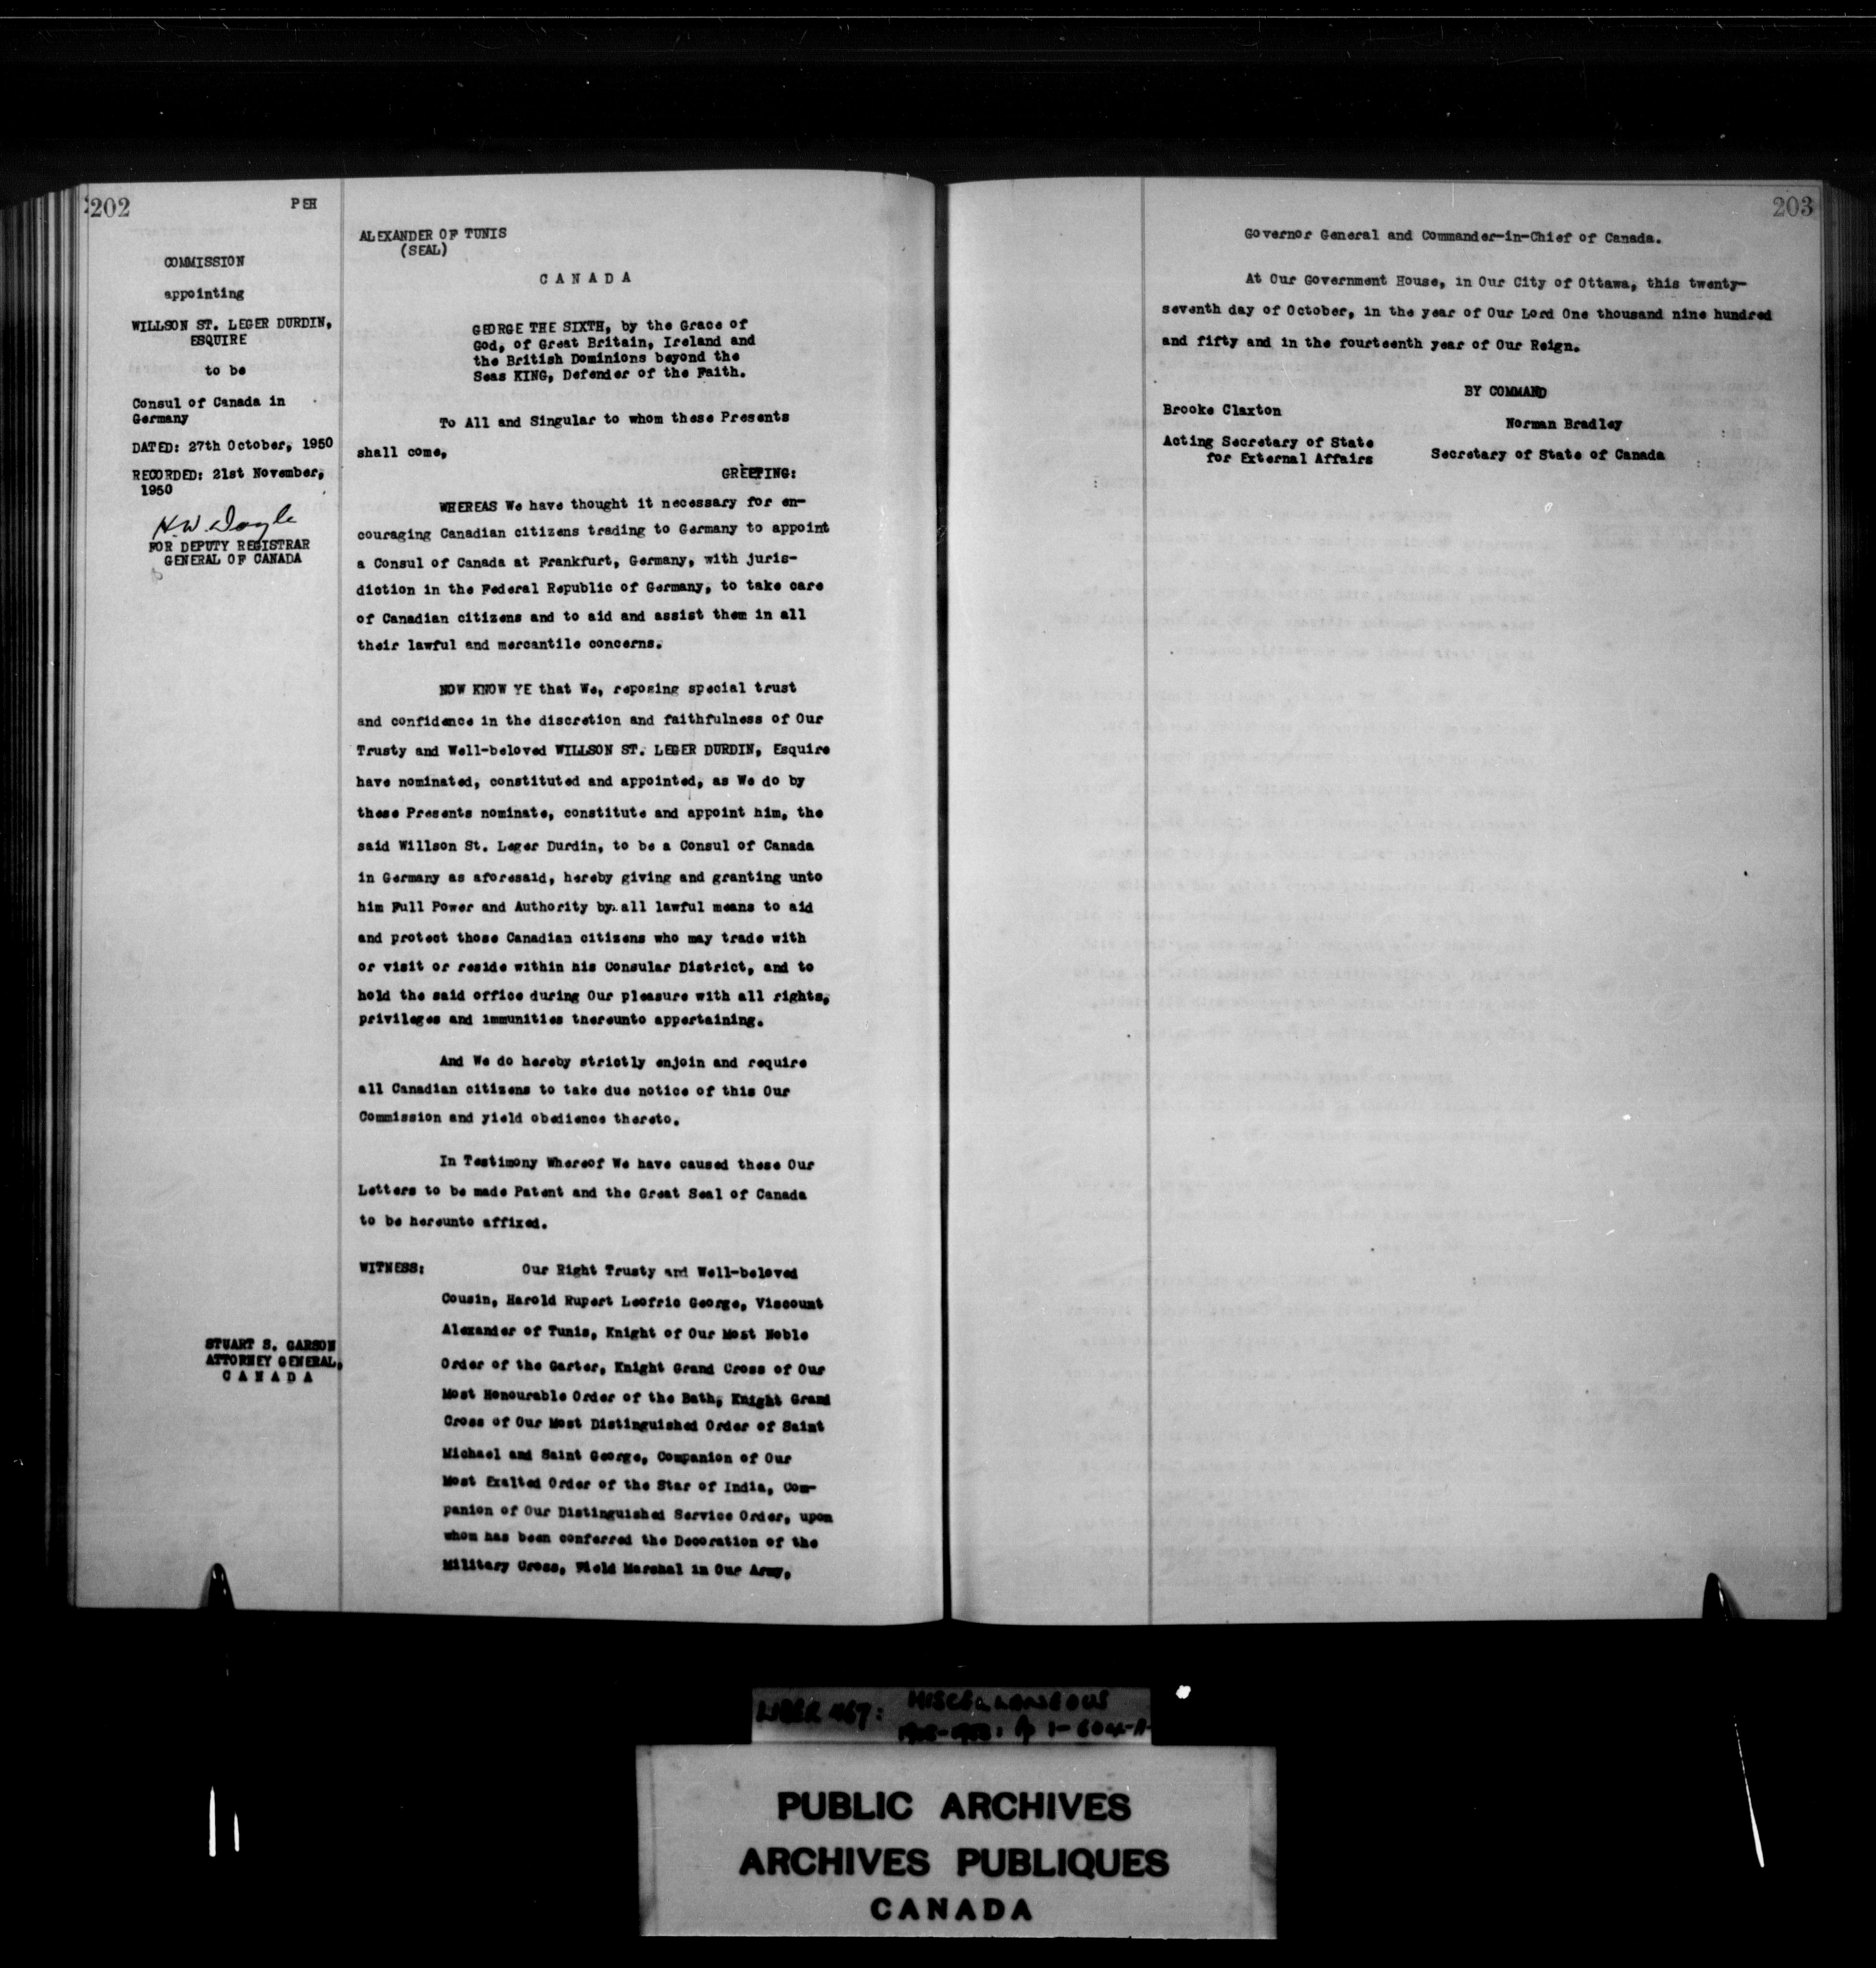 202
PEH
COMMISSION
appointing
WILLSON ST. LEGER DURDIN,
ESQUIRE
to be
Consul of Canada in
Germany
DATED: 27th October, 1950
RECORDED: 21st November,
1950
H.W. Doyle
FOR DEPUTY REGISTRAR
GENERAL OF CANADA
STUART S. GARSON
ATTORNEY GENERAL,
CANADA
ALEXANDER OF TUNIS
(SEAL)
CANADA
GEORGE THE SIXTH, by the Grace of
God, of Great Britain, Ireland and
the British Dominions beyond the
Seas KING, Defender of the Faith.
To All and Singular to whom these Presents
shall come,
GREETING:
WHEREAS We have thought it necessary for en-
couraging Canadian citizens trading to Germany to appoint
a Consul of Canada at Frankfurt, Germany, with juris-
diction in the Federal Republic of Germany, to take care
of Canadian citizens and to aid and assist them in all
their lawful and mercantile concerns.
NOW KNOW YE that We, reposing special trust
and confidence in the discretion and faithfulness of Our
Trusty and Well-beloved WILLSON ST. LEGER DURDIN, Esquire
have nominated, constituted and appointed, as We do by
these Presents nominate, constitute and appoint him, the
said Willson St. Leger Durdin, to be a Consul of Canada
in Germany as aforesaid, hereby giving and granting unto
him Full Power and Authority by all lawful means to aid
and protect those Canadian citizens who may trade with
or visit or reside within his Consular District, and to
hold the said office during Our pleasure with all rights,
privileges and immunities thereunto appertaining.
And We do hereby strictly enjoin and require
all Canadian citizens to take due notice of this Our
Commission and yield obedience thereto.
In Testimony Whereof We have caused these Our
Letters to be made Patent and the Great Seal of Canada
to be hereunto affixed.
WITNESS: Our Right Trusty and Well-beloved
Cousin, Harold Rupert Leofric George, Viscount
Alexander of Tunis, Knight of Our Most Noble
Order of the Garter, Knight Grand Cross of Our
Most Honourable Order of the Bath, Knight Grand
Cross of Our Most Distinguished Order of Saint
Michael and Saint George, Companion of Our
Most Exalted Order of the Star of India, Com-
panion of Our Distinguished Service Order, upon
whom has been conferred the Decoration of the
Military Cross, Field Marshal in Our Army,
203
Governor General and Commander-in-Chief of Canada.
At Our Government House, in Our City of Ottawa, this twenty-
seventh day of October, in the year of Our Lord One thousand nine hundred
and fifty and in the fourteenth year of Our Reign.
BY COMMAND
Brooke Claxton
Norman Bradley
Acting Secretary of State
for External Affairs
Secretary of State of Canada
LIBER 467: MISCELLANEOUS
1-604-A
PUBLIC ARCHIVES
ARCHIVES PUBLIQUES
CANADA